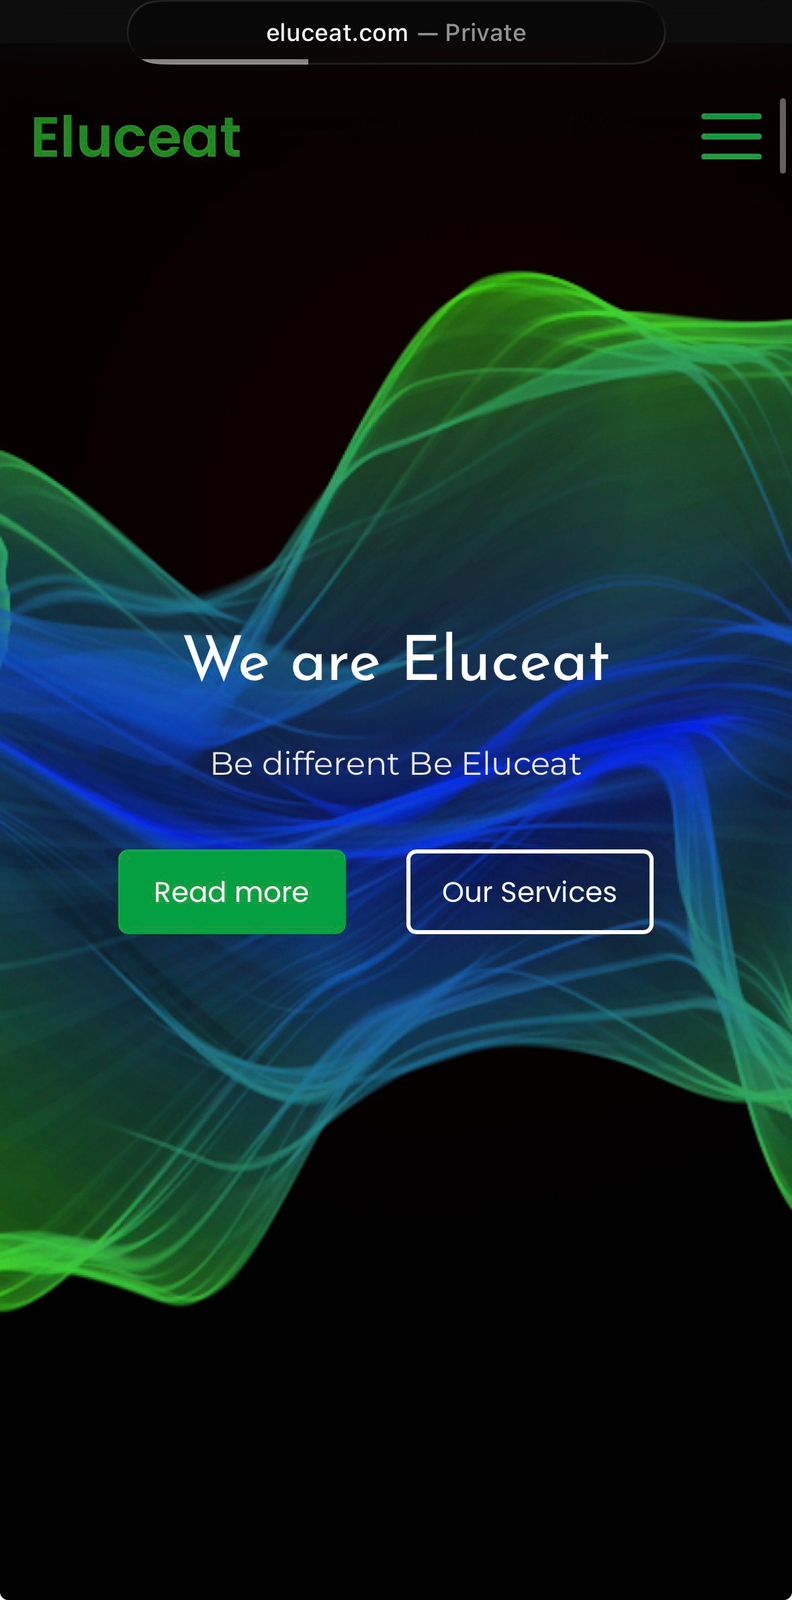 eluceat.com — Private
Eluceat
We are Eluceat
Be different Be Eluceat
Read more
Our Services